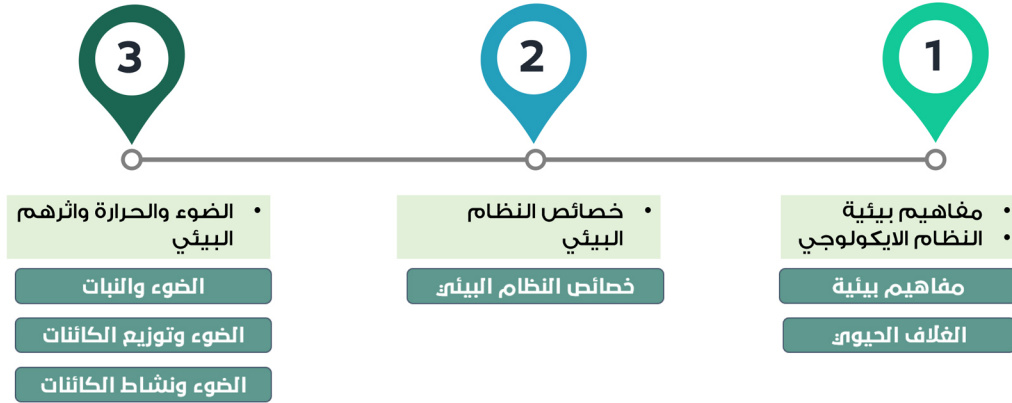 1
مفاهيم بيئية
النظام الايكولوجي
مفاهيم بيئية
الغلاف الحيوي
2
خصائص النظام
البيئي
خصائص النظام البيئي
3
الضوء والحرارة واثرهم
البيئي
الضوء والنبات
الضوء وتوزيع الكائنات
الضوء ونشاط الكائنات